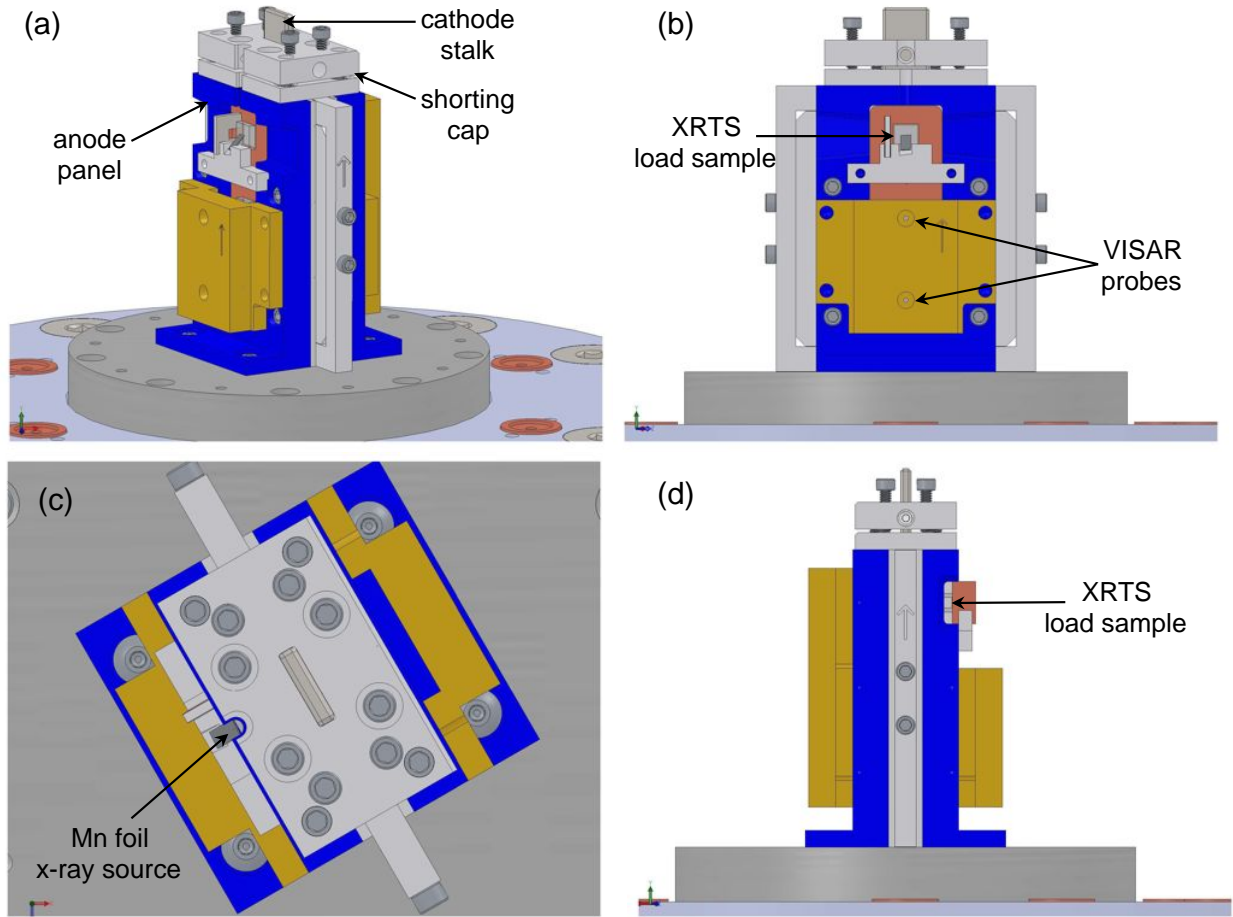 (a)
cathode
stalk
shorting
cap
anode
panel
(b)
XRTS
load sample
VISAR
probes
(c)
Mn foil
x-ray source
(d)
XRTS
load sample